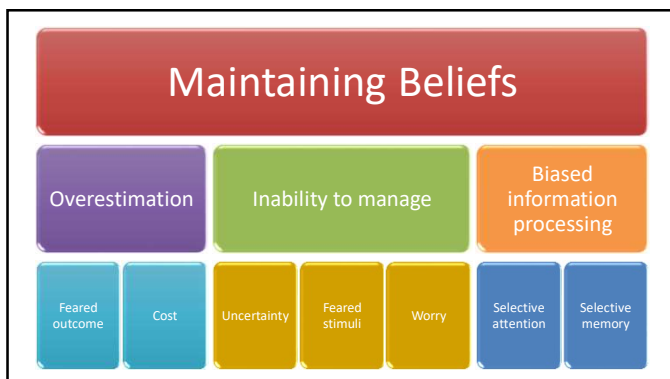 Maintaining Beliefs
Overestimation
Inability to manage
Biased
information
processing
Feared
outcome
Cost
Uncertainty
Feared
stimuli
Worry
Selective
attention
Selective
memory